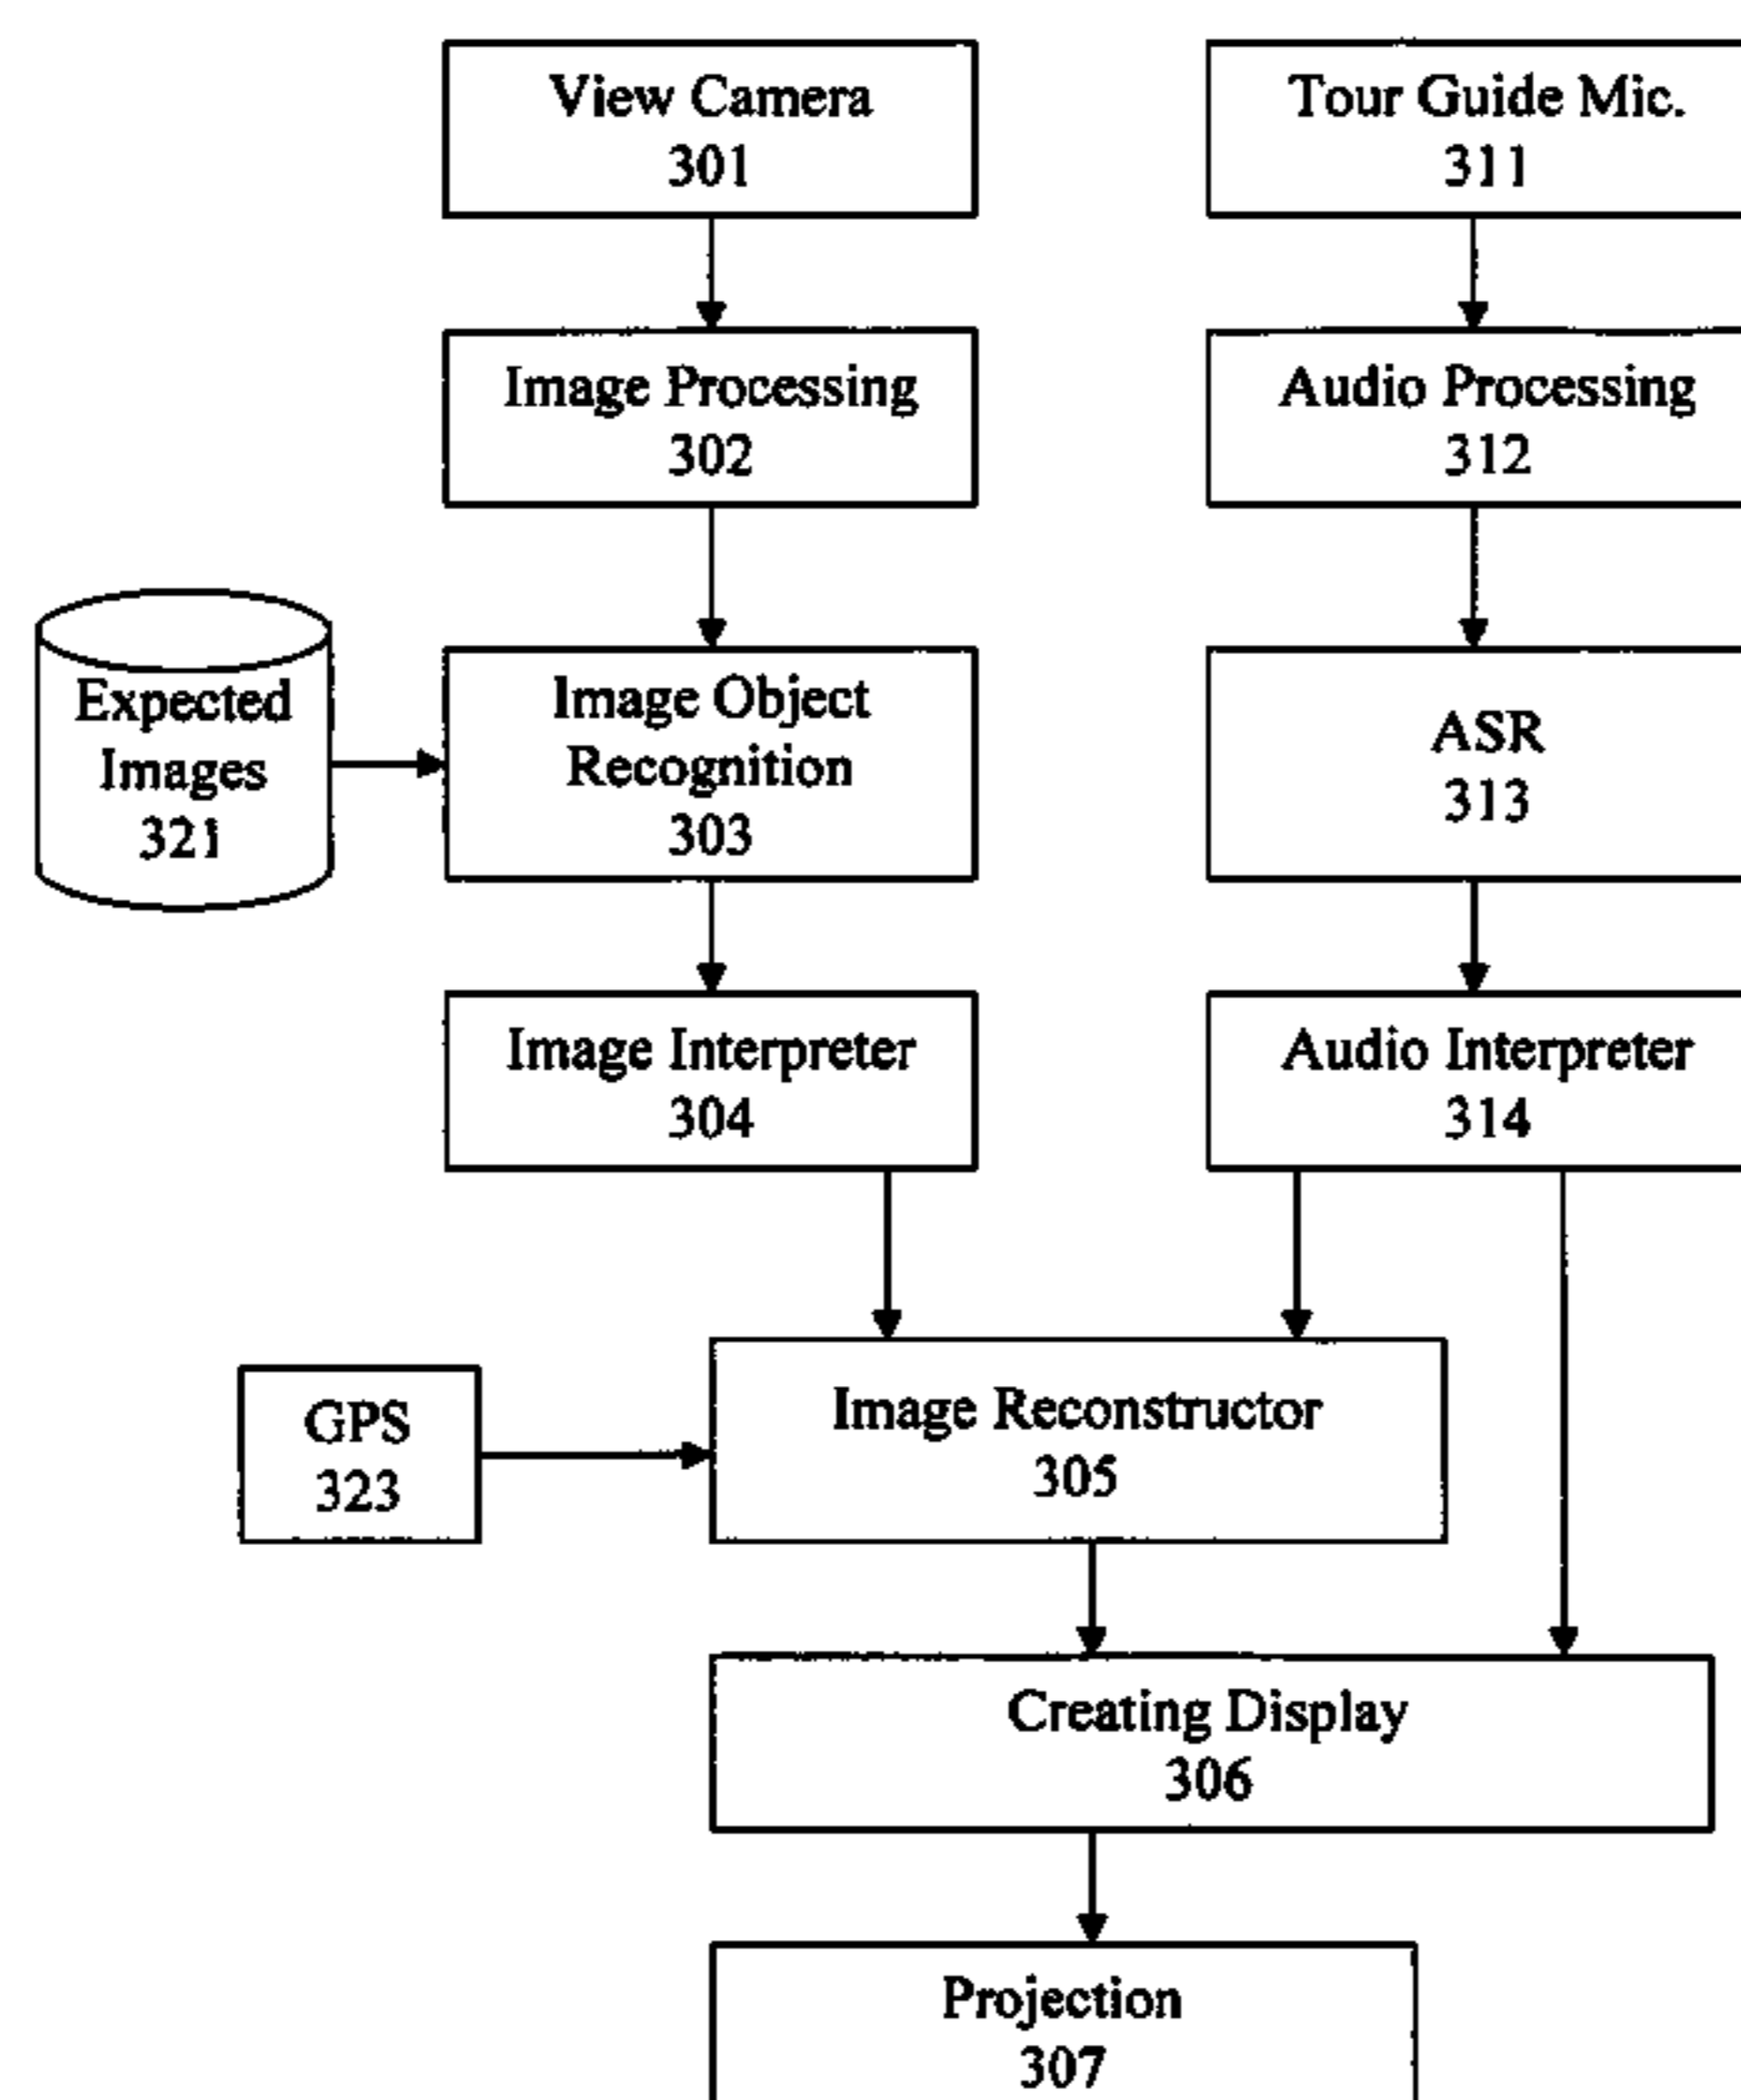 View Camera
301
Tour Guide Mic.
311
Image Processing
302
Audio Processing
312
Expected
Images
321
Image Object
Recognition
303
ASR
313
Image Interpreter
304
Audio Interpreter
314
GPS
323
Image Reconstructor
305
Creating Display
306
Projection
307